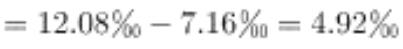 = 12.08‰ − 7.16‰ = 4.92‰